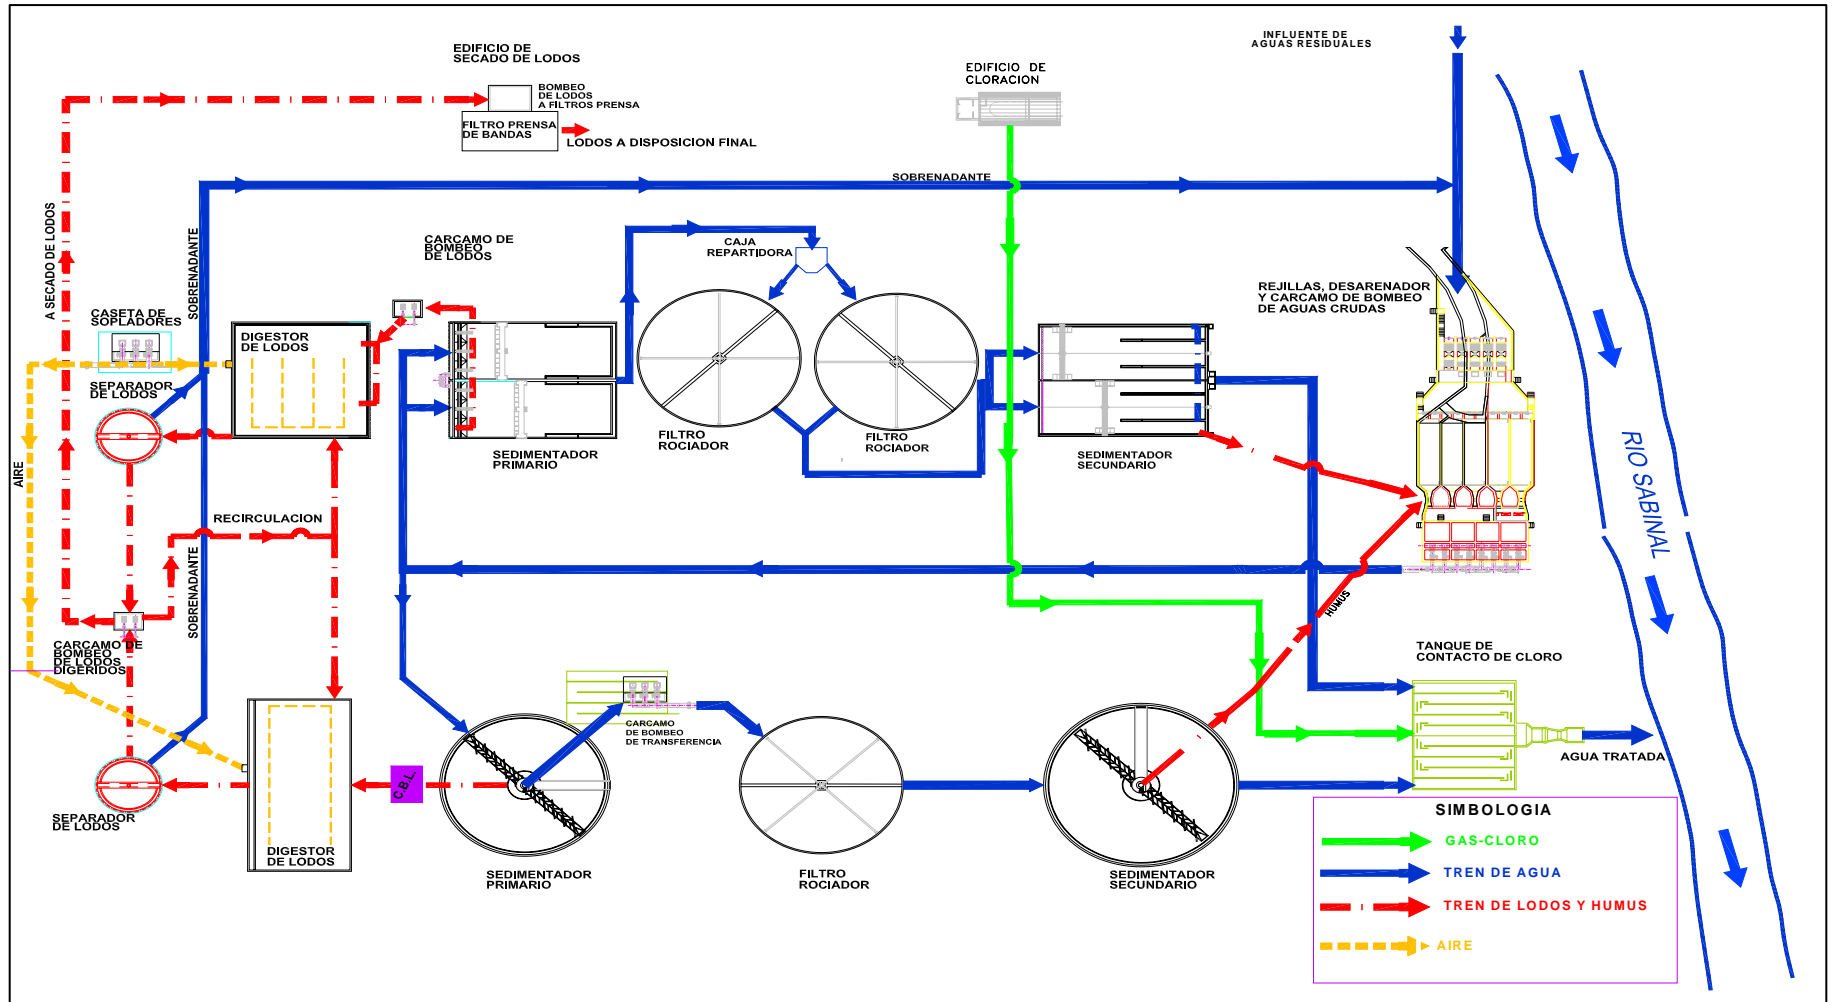 EDIFICIO DE
SECADO DE LODOS
BOMBEO
DE LODOS
A FILTROS PRENSA
FILTRO PRENSA
DE BANDAS
LODOS A DISPOSICION FINAL
EDIFICIO DE
CLORACION
INFLUENTE DE
AGUAS RESIDUALES
SOBRENADANTE
A SECADO DE LODOS
SOBRENADANTE
CARCAMO DE
BOMBEO
DE LODOS
CAJA
REPARTIDORA
REJILLAS, DESARENADOR
Y CARCAMO DE BOMBEO
DE AGUAS CRUDAS
CASETA DE
SOPLADORES
DIGESTOR
DE LODOS
SEPARADOR
DE LODOS
AIRE
SEDIMENTADOR
PRIMARIO
FILTRO
ROCIADOR
FILTRO
ROCIADOR
SEDIMENTADOR
SECUNDARIO
RIO SABINAL
RECIRCULACION
SOBRENADANTE
HUMUS
CARCAMO DE
BOMBEO
DE LODOS
DIGERIDOS
TANQUE DE
CONTACTO DE CLORO
CARCAMO
DE BOMBEO
DE TRANSFERENCIA
AGUA TRATADA
C.B.L.
SEPARADOR
DE LODOS
DIGESTOR
DE LODOS
SEDIMENTADOR
PRIMARIO
FILTRO
ROCIADOR
SEDIMENTADOR
SECUNDARIO
SIMBOLOGIA
GAS-CLORO
TREN DE AGUA
TREN DE LODOS Y HUMUS
AIRE